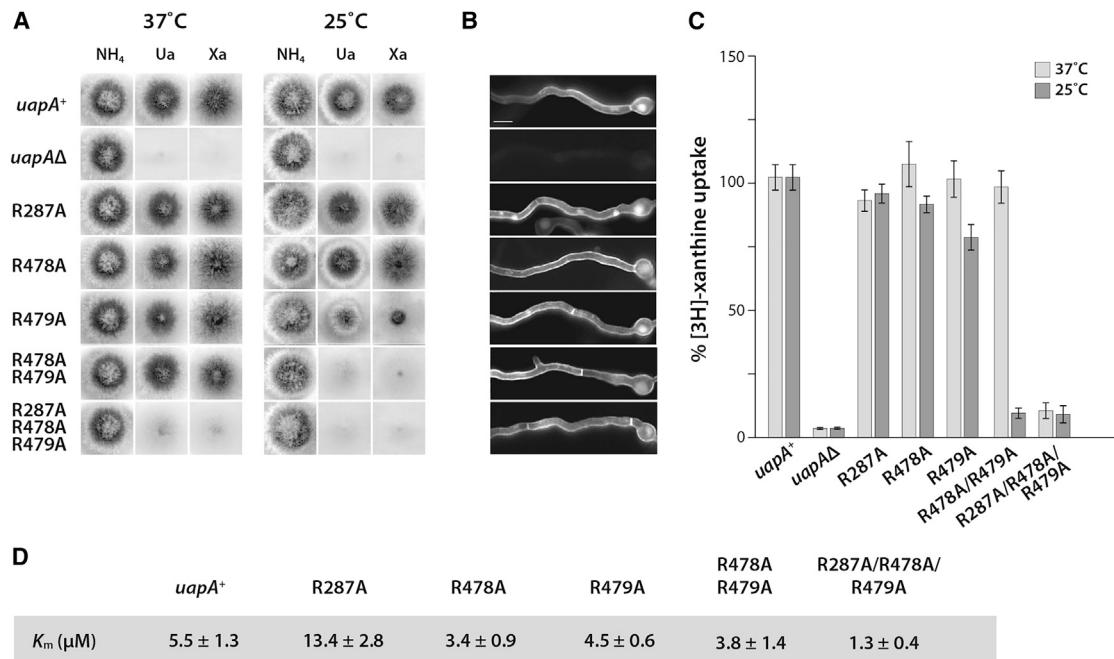 A
37˚C
25˚C
NH4 Ua Xa NH4 Ua Xa
uapA+
uapAΔ
R287A
R478A
R479A
R478A
R479A
R287A
R478A
R479A
B
C
150
100
50
0
% [3H]-xanthine uptake
37˚C
25˚C
uapA+
uapAΔ
R287A
R478A
R479A
R478A/R479A
R287A/R478A/
R479A
D
uapA+ R287A R478A R479A R478A
R479A R287A/R478A/
R479A
Km (μM) 5.5 ± 1.3 13.4 ± 2.8 3.4 ± 0.9 4.5 ± 0.6 3.8 ± 1.4 1.3 ± 0.4